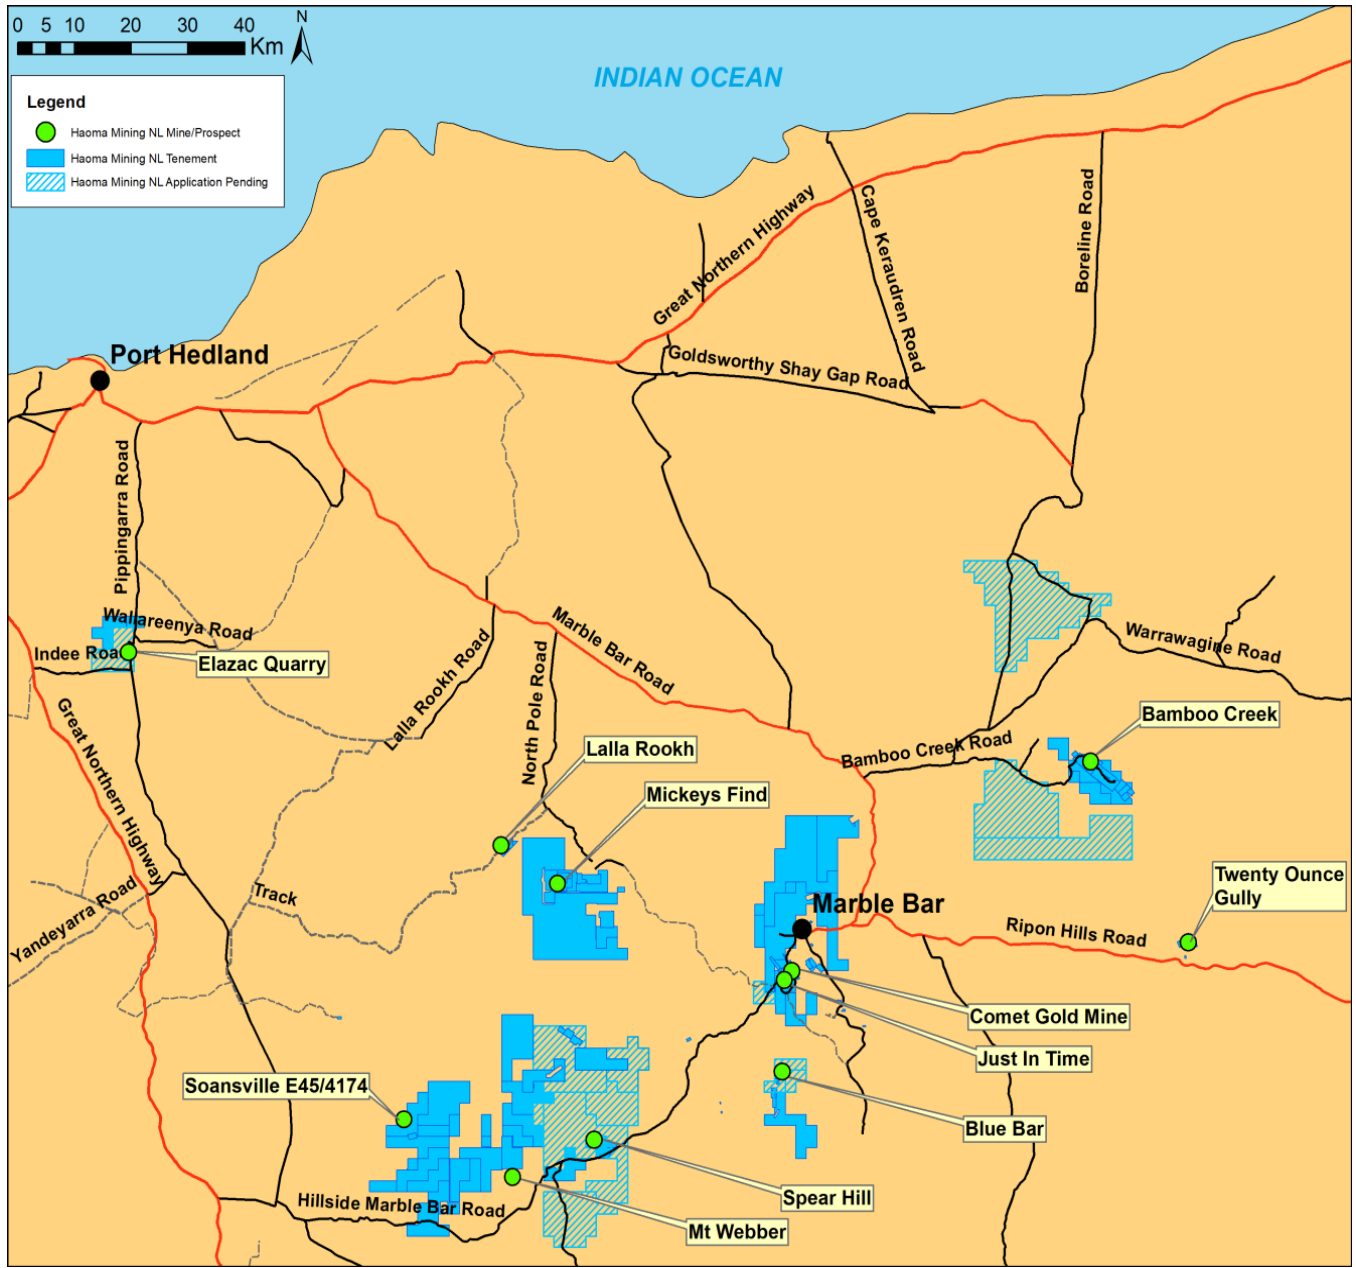 0 5 10 20 30 40
Km
N
INDIAN OCEAN
Legend
Haoma Mining NL Mine/Prospect
Haoma Mining NL Tenement
Haoma Mining NL Application Pending
Great Northern Highway
Cape Keraudren Road
Boreline Road
Port Hedland
Goldsworthy Shay Gap Road
Pippingarra Road
Wallareenya Road
Indee Roa
Elazac Quarry
Marble Bar Road
Lalla Rookh Road
North Pole Road
Warrawagine Road
Great Northern Highway
Bamboo Creek
Bamboo Creek Road
Lalla Rookh
Mickeys Find
Track
Yandeyarra Road
Marble Bar
Twenty Ounce
Gully
Ripon Hills Road
Comet Gold Mine
Just In Time
Soansville E45/4174
Blue Bar
Spear Hill
Hillside Marble Bar Road
Mt Webber